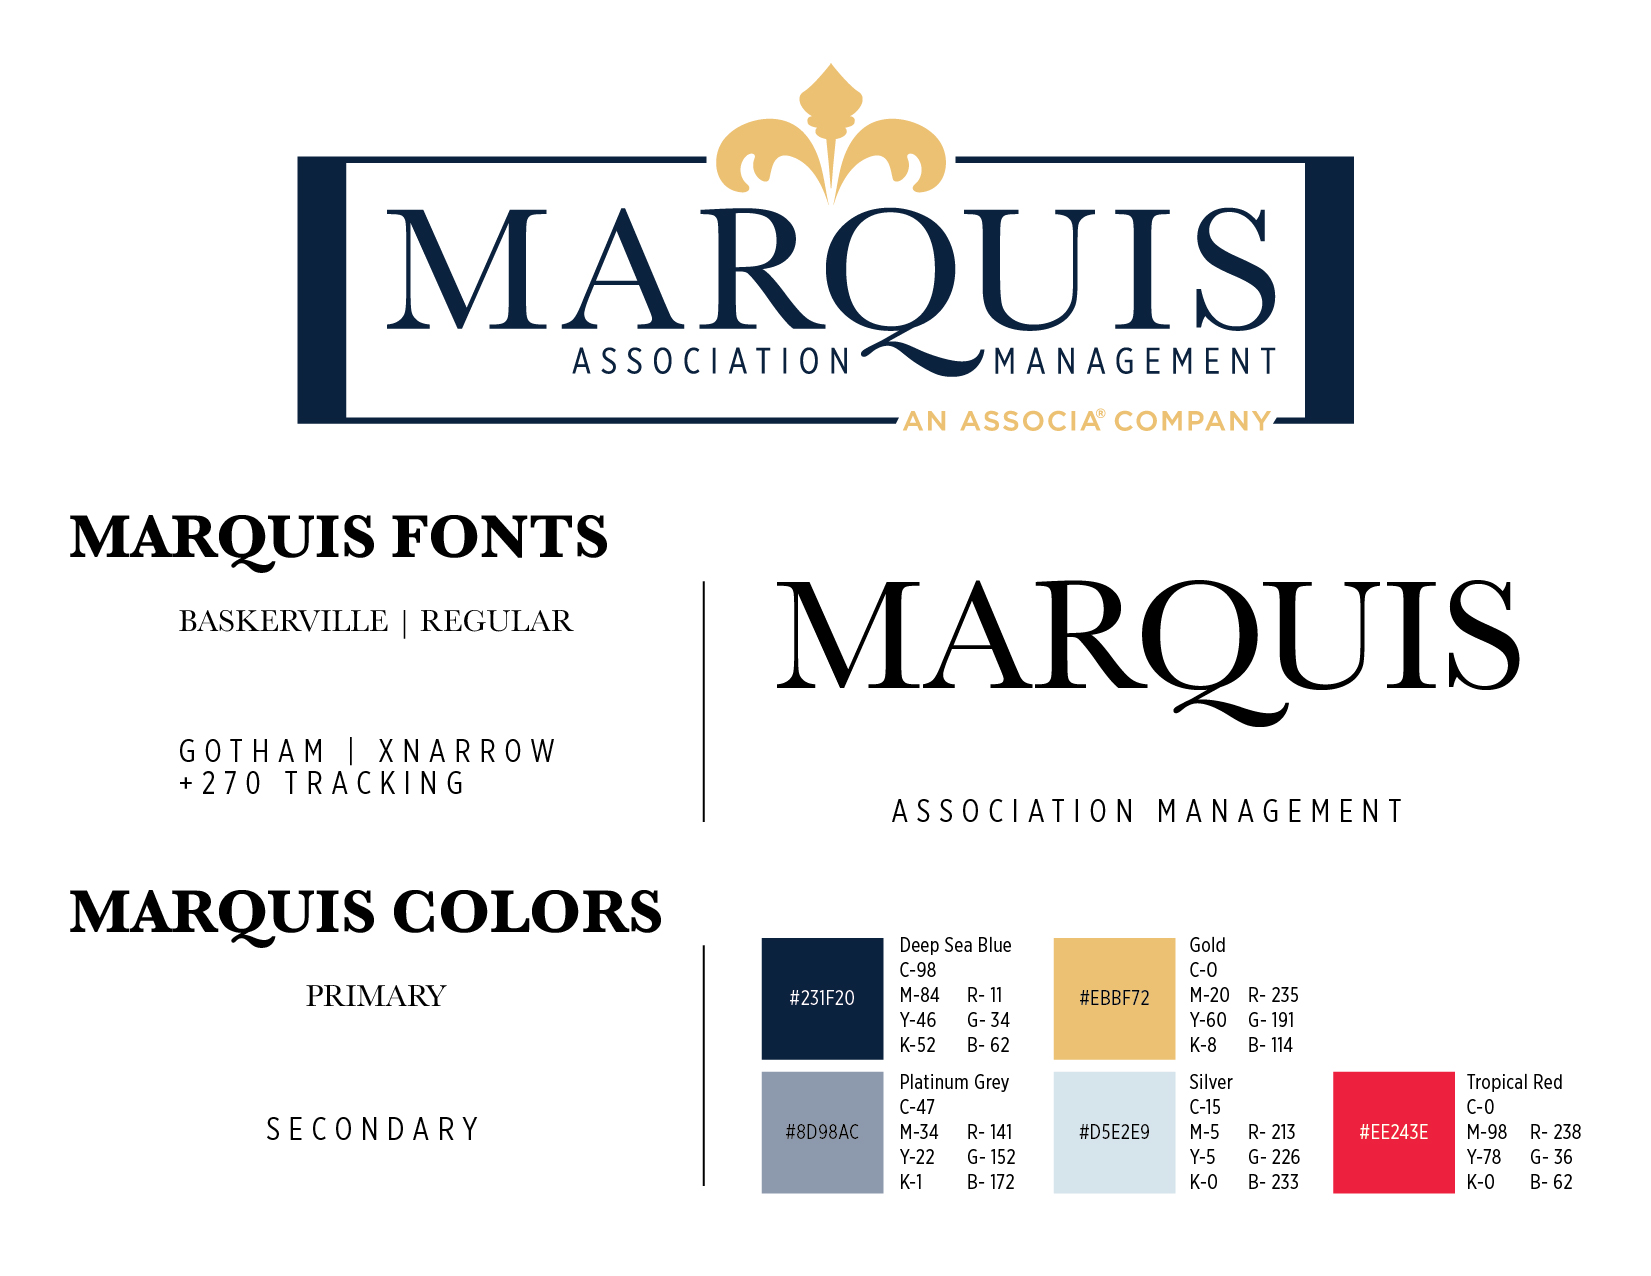 MARQUIS
ASSOCIATION MANAGEMENT
AN ASSOCIA® COMPANY
MARQUIS FONTS
BASKERVILLE | REGULAR
GOTHAM | XNARROW
+270 TRACKING
MARQUIS
ASSOCIATION MANAGEMENT
MARQUIS COLORS
PRIMARY
#231F20
Deep Sea Blue
C-98
M-84 R- 11
Y-46 G- 34
K-52 B- 62
#EBBF72
Gold
C-0
M-20 R- 235
Y-60 G- 191
K-8 B- 114
SECONDARY
#8D98AC
Platinum Grey
C-47
M-34 R- 141
Y-22 G- 152
K-1 B- 172
#D5E2E9
Silver
C-15
M-5 R- 213
Y-5 G- 226
K-0 B- 233
#EE243E
Tropical Red
C-0
M-98 R- 238
Y-78 G- 36
K-0 B- 62